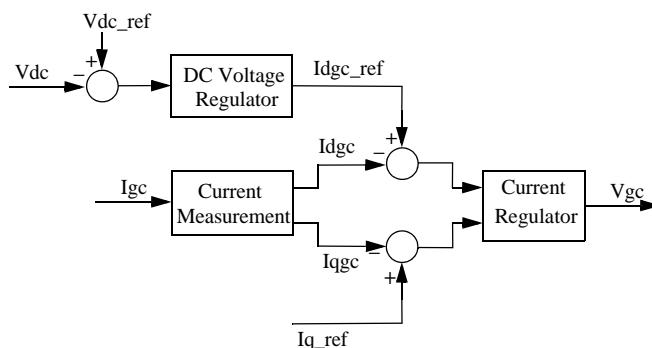 Vdc_ref
+
Vdc
−
DC Voltage
Regulator
Idgc_ref
+
−
Idgc
Igc
Current
Measurement
Current
Regulator
Vgc
−
Iqgc
+
Iq_ref